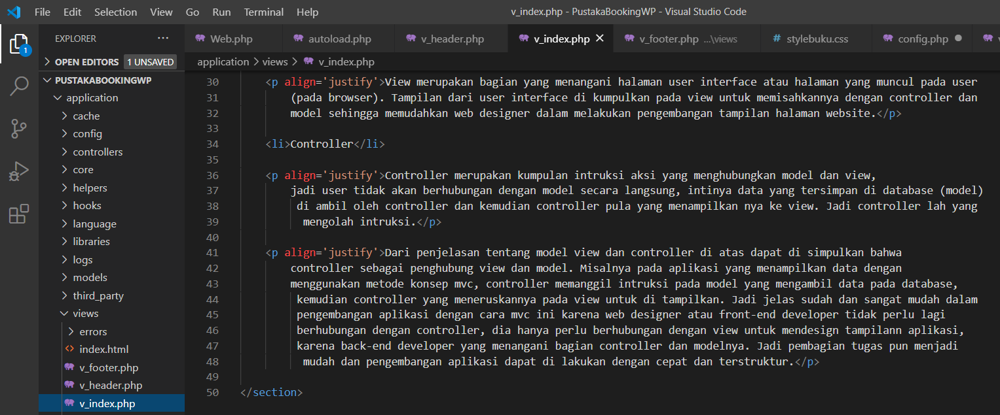 File Edit Selection View Go Run Terminal Help v_index.php - PustakaBookingWP - Visual Studio Code
EXPLORER ... Web.php autoload.php v_header.php v_index.php v_footer.php ...\views # stylebuku.css config.php
1
OPEN EDITORS 1 UNSAVED
application > views > v_index.php
PUSTAKABOOKINGWP
application
cache
config
controllers
core
helpers
hooks
language
libraries
logs
models
third_party
views
errors
<> index.html
v_footer.php
v_header.php
v_index.php
30 <p align='justify'>View merupakan bagian yang menangani halaman user interface atau halaman yang muncul pada user
31 (pada browser). Tampilan dari user interface di kumpulkan pada view untuk memisahkannya dengan controller dan
32 model sehingga memudahkan web designer dalam melakukan pengembangan tampilan halaman website.</p>
33
34 <li>Controller</li>
35
36 <p align='justify'>Controller merupakan kumpulan intruksi aksi yang menghubungkan model dan view,
37 jadi user tidak akan berhubungan dengan model secara langsung, intinya data yang tersimpan di database (model)
38 di ambil oleh controller dan kemudian controller pula yang menampilkan nya ke view. Jadi controller lah yang
39 mengolah intruksi.</p>
40
41 <p align='justify'>Dari penjelasan tentang model view dan controller di atas dapat di simpulkan bahwa
42 controller sebagai penghubung view dan model. Misalnya pada aplikasi yang menampilkan data dengan
43 menggunakan metode konsep mvc, controller memanggil intruksi pada model yang mengambil data pada database,
44 kemudian controller yang meneruskannya pada view untuk di tampilkan. Jadi jelas sudah dan sangat mudah dalam
45 pengembangan aplikasi dengan cara mvc ini karena web designer atau front-end developer tidak perlu lagi
46 berhubungan dengan controller, dia hanya perlu berhubungan dengan view untuk mendesign tampilann aplikasi,
47 karena back-end developer yang menangani bagian controller dan modelnya. Jadi pembagian tugas pun menjadi
48 mudah dan pengembangan aplikasi dapat di lakukan dengan cepat dan terstruktur.</p>
49
50 </section>